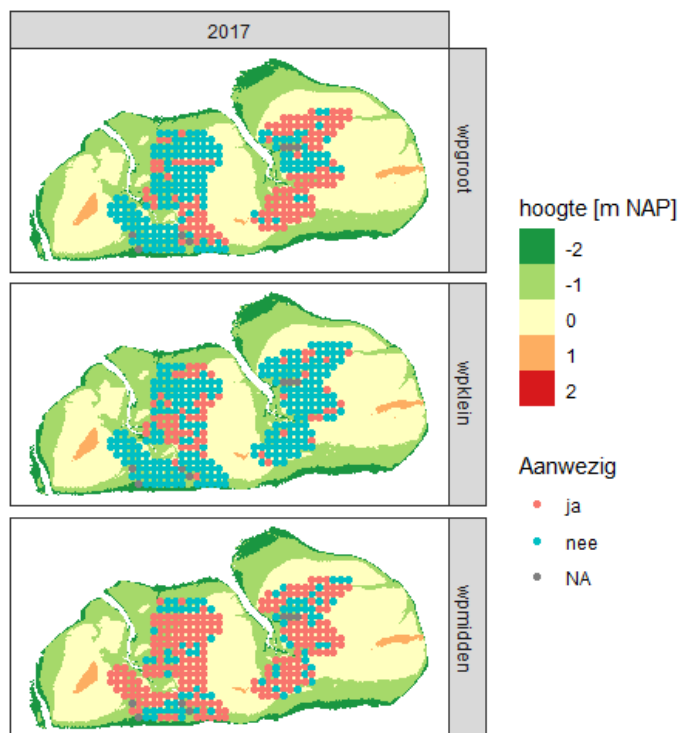 2017
wpgroot
wpklein
wpmidden
hoogte [m NAP]
-2
-1
0
1
2
Aanwezig
ja
nee
NA